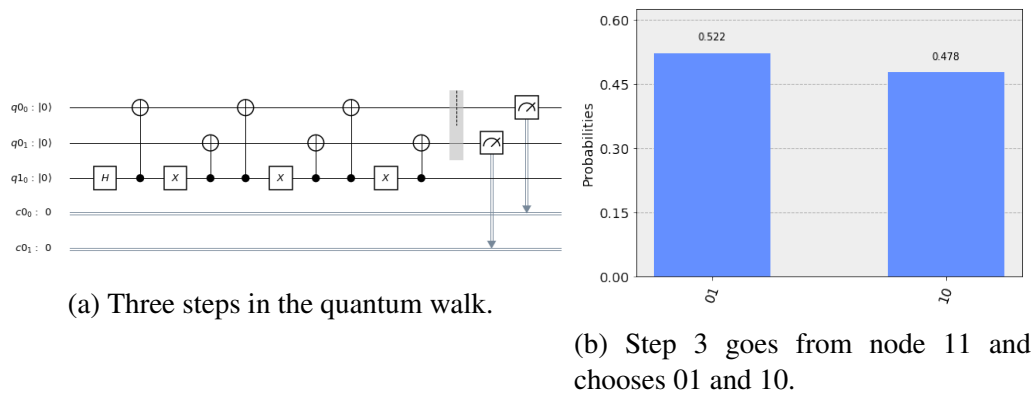 q0₀ : |0⟩
q0₁ : |0⟩
q1₀ : |0⟩
H X X X
c0₀ : 0
c0₁ : 0
(a) Three steps in the quantum walk.
0.60
0.45
0.30
0.15
0.00
Probabilities
0.522
0.478
01
10
(b) Step 3 goes from node 11 and
chooses 01 and 10.